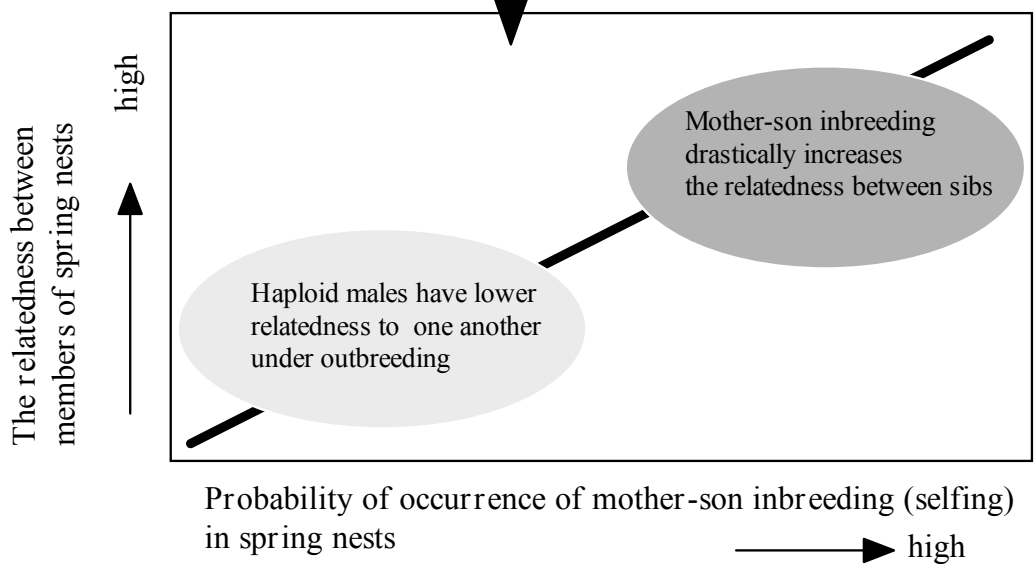 The relatedness between
members of spring nests
high
Mother-son inbreeding
drastically increases
the relatedness between sibs
Haploid males have lower
relatedness to one another
under outbreeding
Probability of occurrence of mother-son inbreeding (selfing)
in spring nests
high